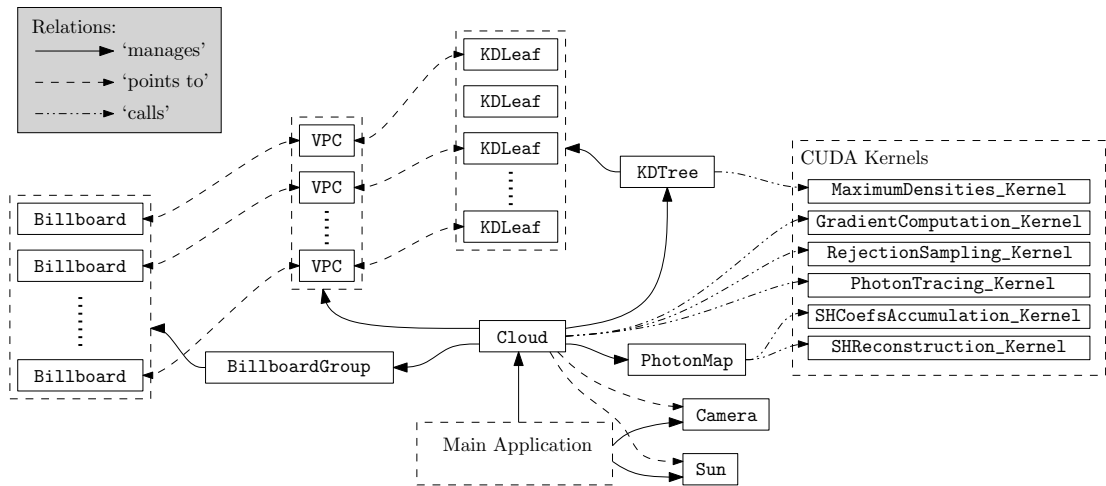 Relations:
‘manages’
‘points to’
‘calls’
KDLeaf
KDLeaf
KDLeaf
KDLeaf
VPC
VPC
VPC
Billboard
Billboard
Billboard
KDTree
CUDA Kernels
MaximumDensities_Kernel
GradientComputation_Kernel
RejectionSampling_Kernel
PhotonTracing_Kernel
SHCoefsAccumulation_Kernel
SHReconstruction_Kernel
Cloud
BillboardGroup
PhotonMap
Camera
Main Application
Sun